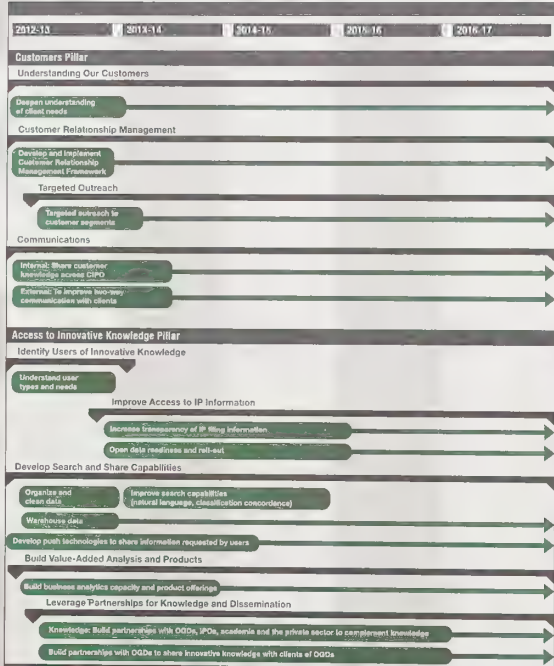 2012-13 2013-14 2014-15 2015-16 2016-17
Customers Pillar
Understanding Our Customers
Deepen understanding
of client needs
Customer Relationship Management
Develop and implement
Customer Relationship
Management Framework
Targeted Outreach
Targeted outreach to
customer segments
Communications
Internal: Share customer
knowledge across CIPO
External: To improve two-way
communication with clients
Access to Innovative Knowledge Pillar
Identify Users of Innovative Knowledge
Understand user
types and needs
Improve Access to IP Information
Increase transparency of IP filing information
Open data readiness and roll-out
Develop Search and Share Capabilities
Organize and
clean data
Improve search capabilities
(natural language, classification concordance)
Warehouse data
Develop push technologies to share information requested by users
Build Value-Added Analysis and Products
Build business analytics capacity and product offerings
Leverage Partnerships for Knowledge and Dissemination
Knowledge: Build partnerships with OGDs, IPOs, academia and the private sector to complement knowledge
Build partnerships with OGDs to share innovative knowledge with clients of OGDs